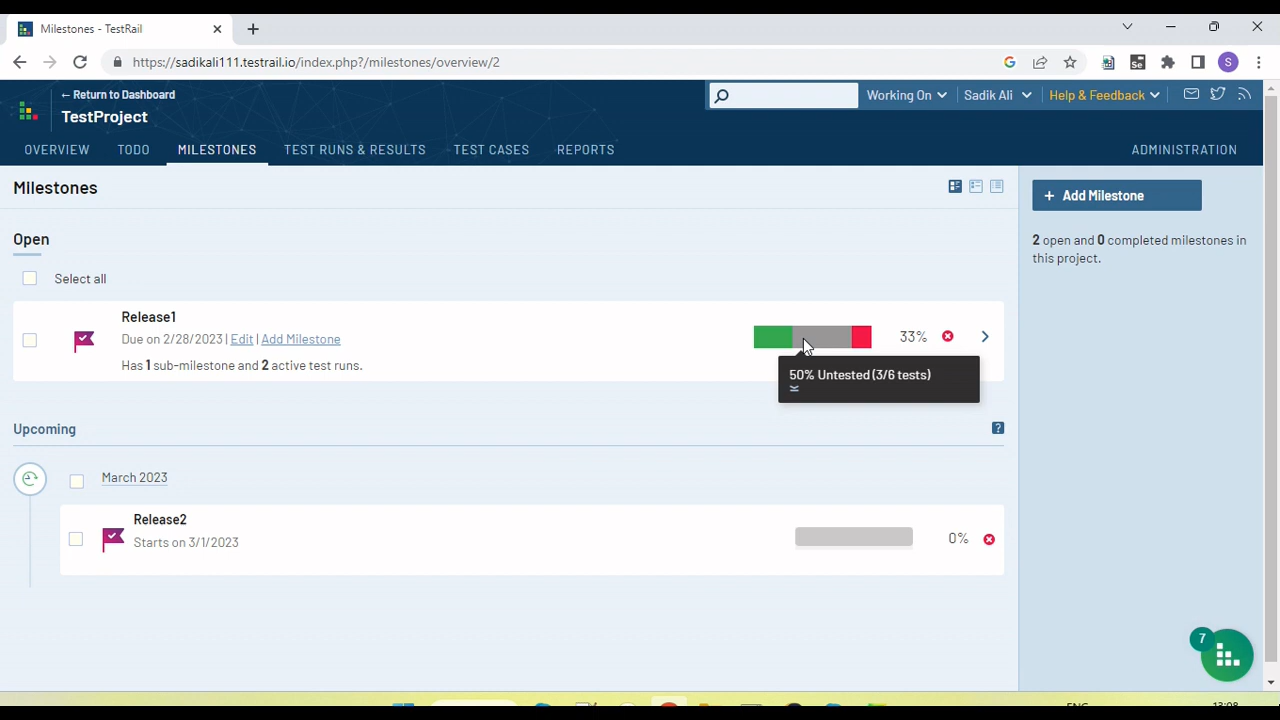 Milestones - TestRail
https://sadikali111.testrail.io/index.php?/milestones/overview/2
Se
S
← Return to Dashboard
TestProject
Working On
Sadik Ali
Help & Feedback
OVERVIEW
TODO
MILESTONES
TEST RUNS & RESULTS
TEST CASES
REPORTS
ADMINISTRATION
Milestones
+ Add Milestone
2 open and 0 completed milestones in
this project.
Open
Select all
Release1
Due on 2/28/2023 | Edit | Add Milestone
Has 1 sub-milestone and 2 active test runs.
33%
50% Untested (3/6 tests)
Upcoming
?
March 2023
Release2
Starts on 3/1/2023
0%
7